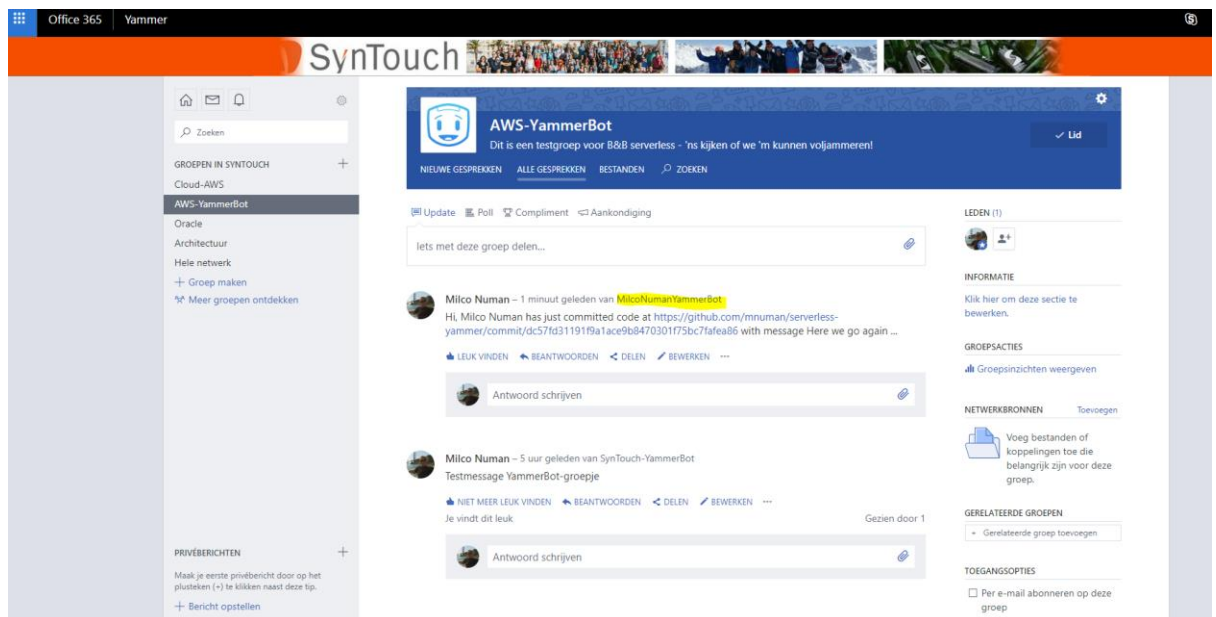 Office 365
Yammer
SynTouch
Zoeken
GROEPEN IN SYNTOUCH
Cloud-AWS
AWS-YammerBot
Oracle
Architectuur
Hele netwerk
+ Groep maken
Meer groepen ontdekken
PRIVÉBERICHTEN
Maak je eerste privébericht door op het
plusteken (+) te klikken naast deze tip.
+ Bericht opstellen
AWS-YammerBot
Dit is een testgroep voor B&B serverless - 'ns kijken of we 'm kunnen voljammeren!
✓ Lid
NIEUWE GESPREKKEN ALLE GESPREKKEN BESTANDEN ZOEKEN
Update Poll Compliment Aankondiging
Iets met deze groep delen...
Milco Numan – 1 minuut geleden van MilcoNumanYammerBot
Hi, Milco Numan has just committed code at https://github.com/mnuman/serverless-
yammer/commit/dc57fd31191f9a1ace9b8470301f75bc7fafea86 with message Here we go again ...
LEUK VINDEN BEANTWOORDEN DELEN BEWERKEN ···
Antwoord schrijven
Milco Numan – 5 uur geleden van SynTouch-YammerBot
Testmessage YammerBot-groepje
NIET MEER LEUK VINDEN BEANTWOORDEN DELEN BEWERKEN ···
Je vindt dit leuk
Gezien door 1
Antwoord schrijven
LEDEN (1)
INFORMATIE
Klik hier om deze sectie te
bewerken.
GROEPSACTIES
Groepsinzichten weergeven
NETWERKBRONNEN Toevoegen
Voeg bestanden of
koppelingen toe die
belangrijk zijn voor deze
groep.
GERELATEERDE GROEPEN
+ Gerelateerde groep toevoegen
TOEGANGSOPTIES
Per e-mail abonneren op deze
groep